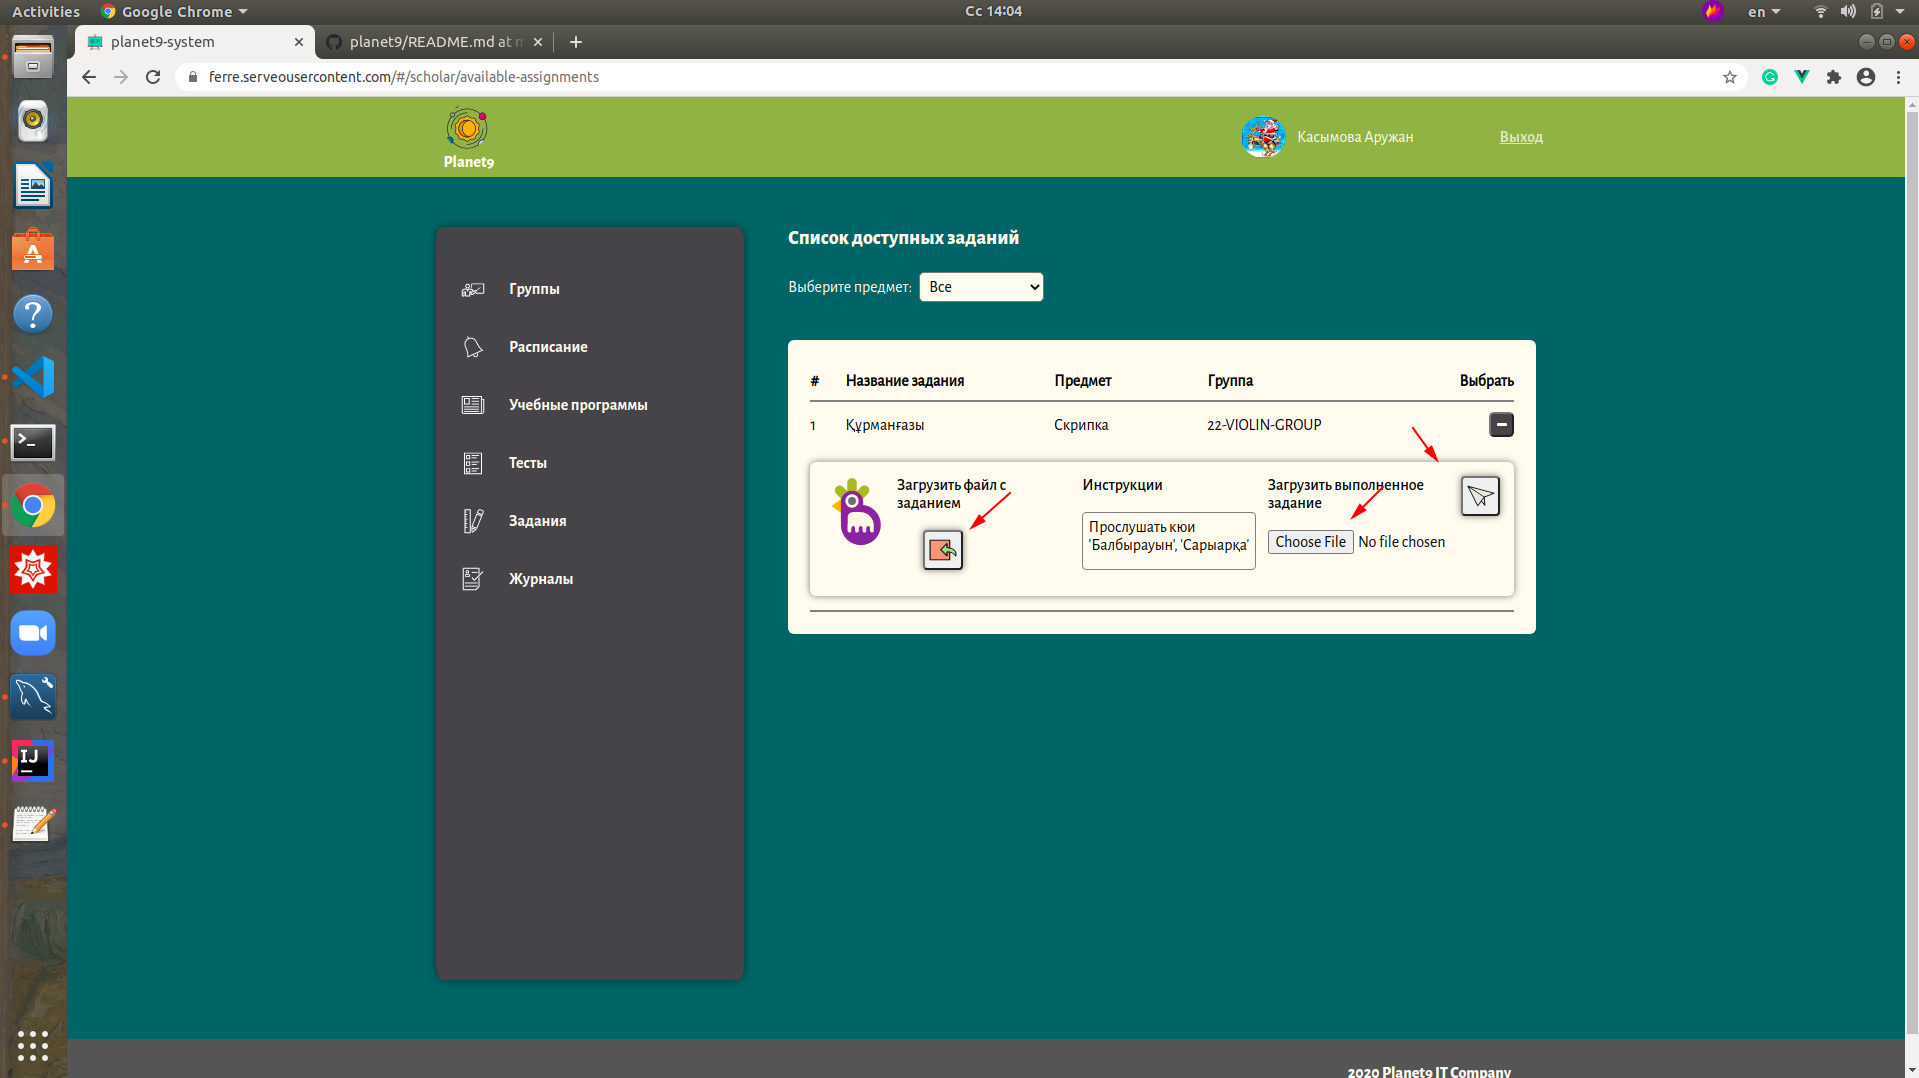 Activities
Google Chrome
Сс 14:04
en
planet9-system
planet9/README.md at m
ferre.serveousercontent.com/#/scholar/available-assignments
Planet9
Касымова Аружан
Выход
Группы
Расписание
Учебные программы
Тесты
Задания
Журналы
Список доступных заданий
Выберите предмет: Все
# Название задания Предмет Группа Выбрать
1 Құрманғазы Скрипка 22-VIOLIN-GROUP
Загрузить файл с
заданием
Инструкции
Прослушать кюи
'Балбырауын', 'Сарыарқа'
Загрузить выполненное
задание
Choose File No file chosen
2020 Planet9 IT Company